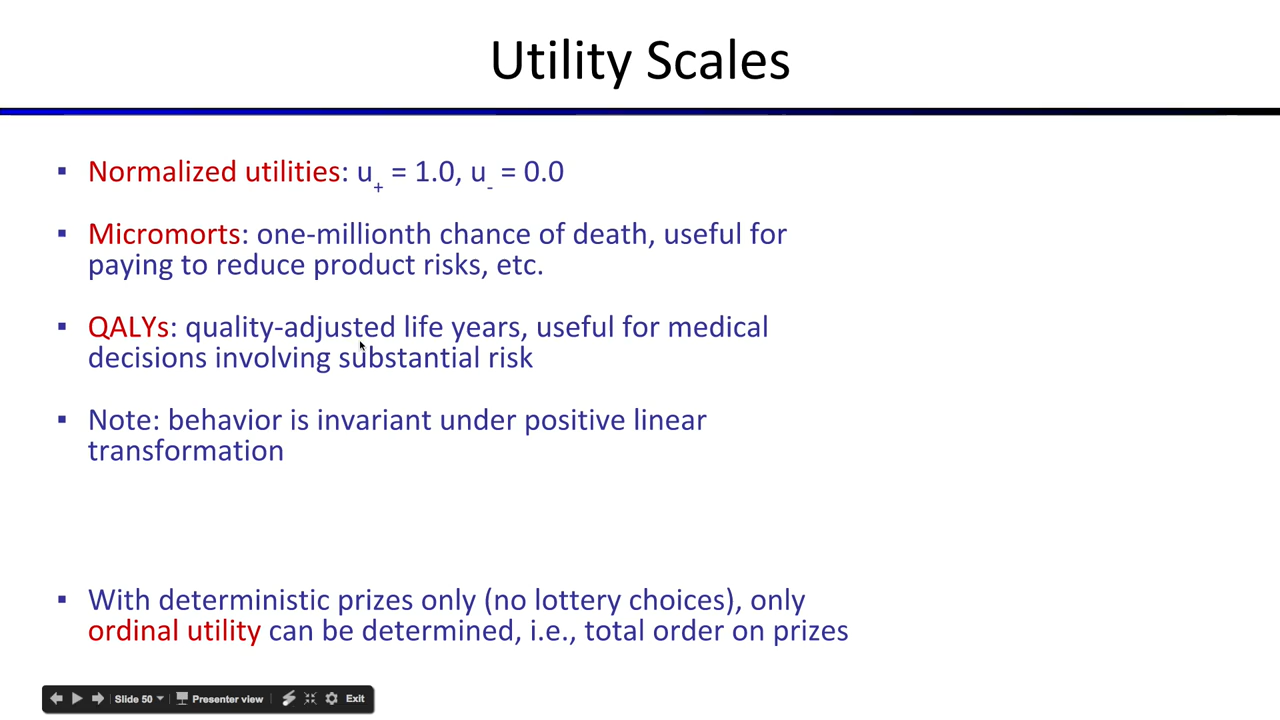 Utility Scales
▪ Normalized utilities: u₊ = 1.0, u₋ = 0.0
▪ Micromorts: one-millionth chance of death, useful for
paying to reduce product risks, etc.
▪ QALYs: quality-adjusted life years, useful for medical
decisions involving substantial risk
▪ Note: behavior is invariant under positive linear
transformation
▪ With deterministic prizes only (no lottery choices), only
ordinal utility can be determined, i.e., total order on prizes
Slide 50 Presenter view Exit